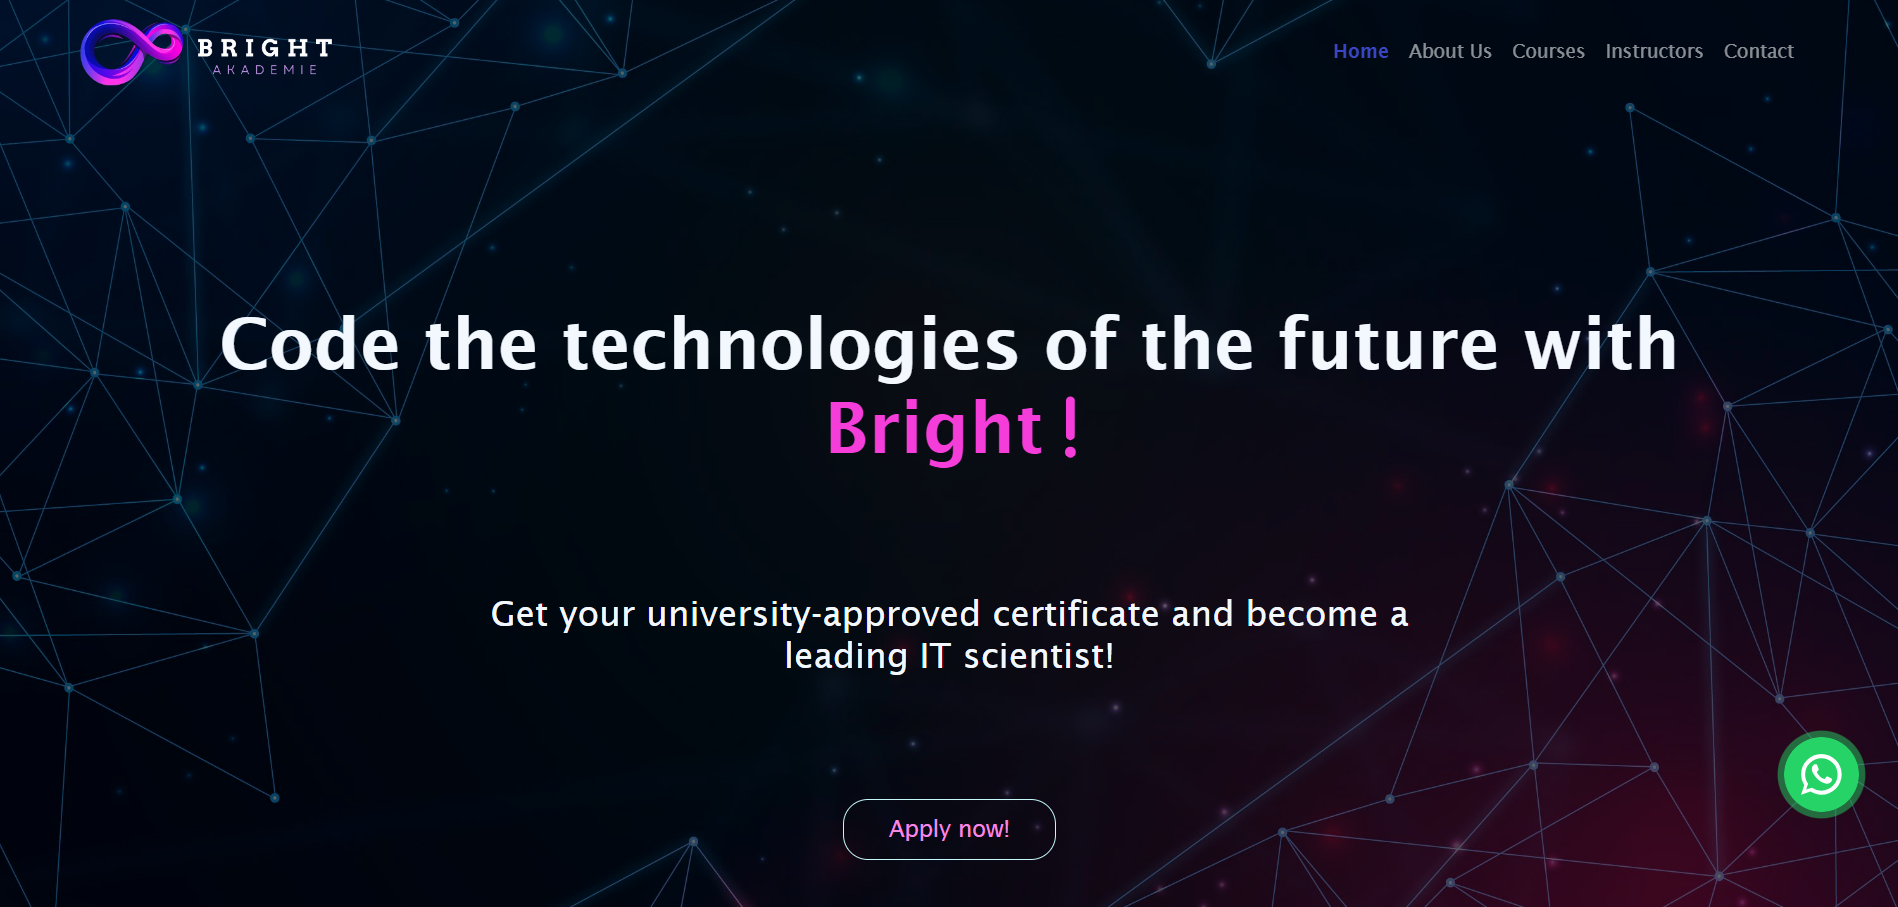 BRIGHT
AKADEMIE
Home About Us Courses Instructors Contact
Code the technologies of the future with
Bright !
Get your university-approved certificate and become a
leading IT scientist!
Apply now!